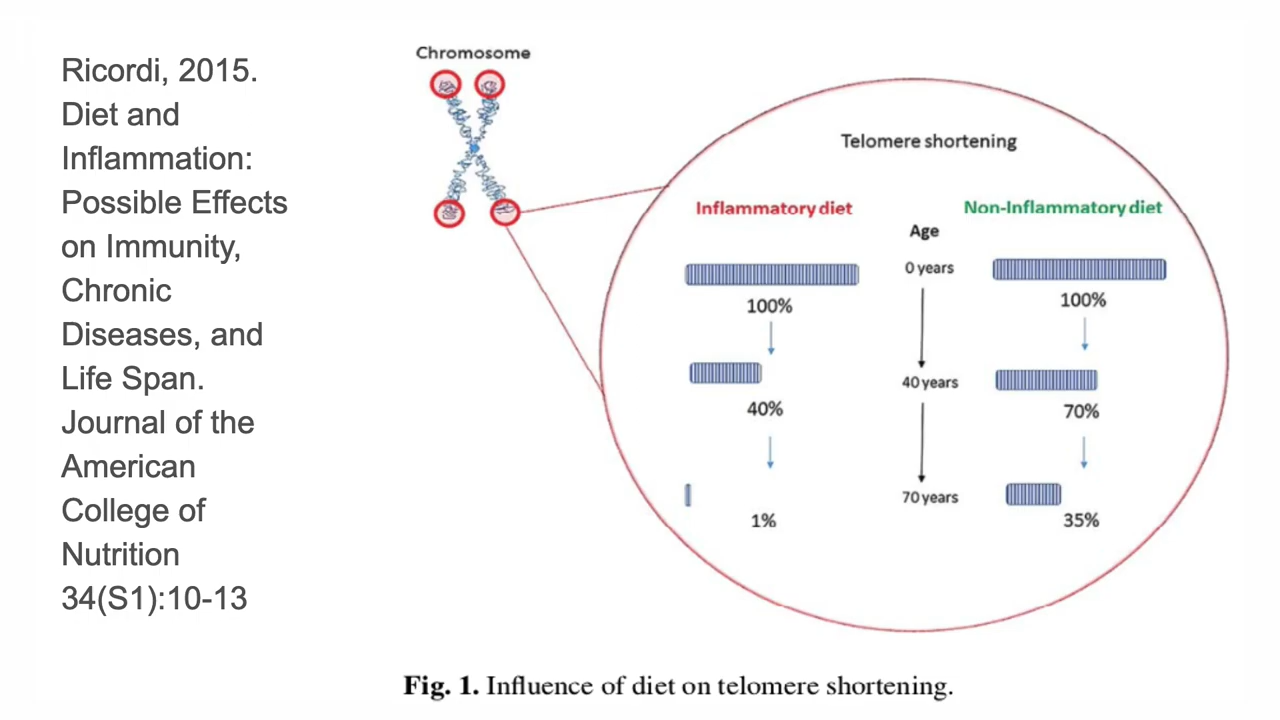 Ricordi, 2015.
Diet and
Inflammation:
Possible Effects
on Immunity,
Chronic
Diseases, and
Life Span.
Journal of the
American
College of
Nutrition
34(S1):10-13
Chromosome
Telomere shortening
Inflammatory diet
Non-Inflammatory diet
Age
0 years
100%
100%
40 years
40%
70%
70 years
1%
35%
Fig. 1. Influence of diet on telomere shortening.